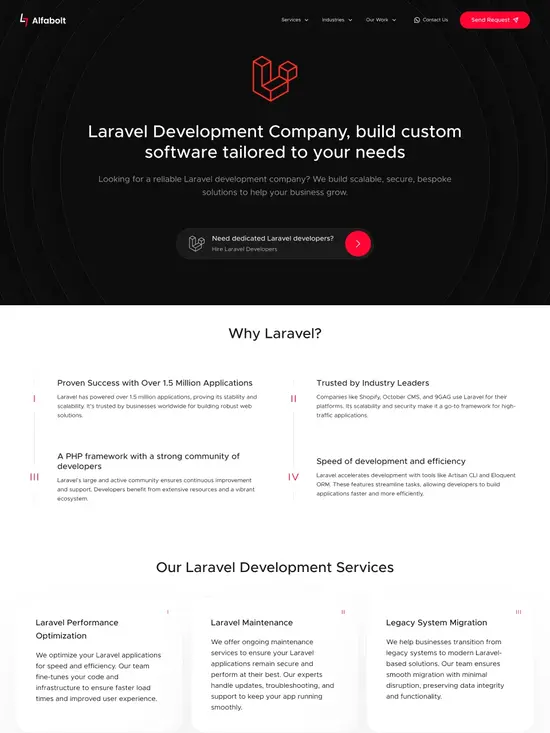 Alfabolt
Services Industries Our Work Contact Us Send Request
Laravel Development Company, build custom
software tailored to your needs
Looking for a reliable Laravel development company? We build scalable, secure, bespoke
solutions to help your business grow.
Need dedicated Laravel developers?
Hire Laravel Developers
Why Laravel?
I
Proven Success with Over 1.5 Million Applications
Laravel has powered over 1.5 million applications, proving its stability and
scalability. It's trusted by businesses worldwide for building robust web
solutions.
II
Trusted by Industry Leaders
Companies like Shopify, October CMS, and 9GAG use Laravel for their
platforms. Its scalability and security make it a go-to framework for high-
traffic applications.
III
A PHP framework with a strong community of
developers
Laravel's large and active community ensures continuous improvement
and support. Developers benefit from extensive resources and a vibrant
ecosystem.
IV
Speed of development and efficiency
Laravel accelerates development with tools like Artisan CLI and Eloquent
ORM. These features streamline tasks, allowing developers to build
applications faster and more efficiently.
Our Laravel Development Services
I
Laravel Performance
Optimization
We optimize your Laravel applications
for speed and efficiency. Our team
fine-tunes your code and
infrastructure to ensure faster load
times and improved user experience.
II
Laravel Maintenance
We offer ongoing maintenance
services to ensure your Laravel
applications remain secure and
perform at their best. Our experts
handle updates, troubleshooting, and
support to keep your app running
smoothly.
III
Legacy System Migration
We help businesses transition from
legacy systems to modern Laravel-
based solutions. Our team ensures
smooth migration with minimal
disruption, preserving data integrity
and functionality.